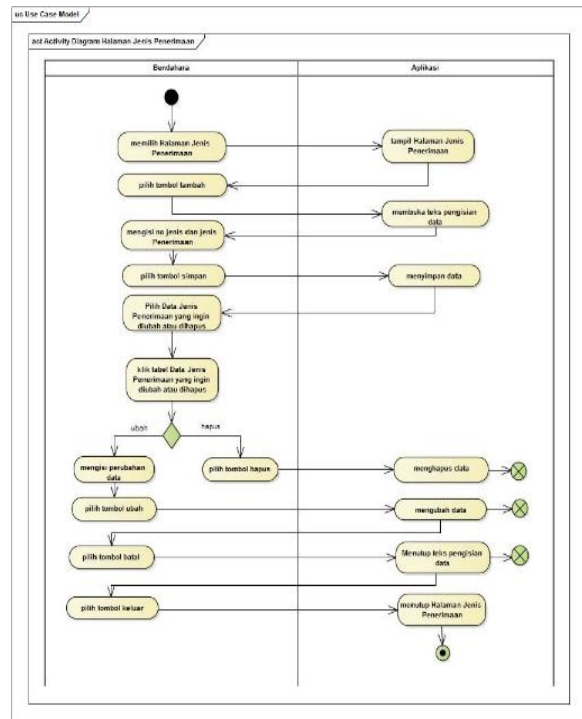 uc Use Case Model
act Activity Diagram Halaman Jenis Penerimaan
Bendahara
Aplikasi
memilih Halaman Jenis
Penerimaan
tampil Halaman Jenis
Penerimaan
pilih tombol tambah
membuka teks pengisian
data
mengisi no jenis dan jenis
Penerimaan
pilih tombol simpan
menyimpan data
Pilih Data Jenis
Penerimaan yang ingin
diubah atau dihapus
klik tabel Data Jenis
Penerimaan yang ingin
diubah atau dihapus
ubah
hapus
mengisi perubahan
data
pilih tombol hapus
menghapus data
pilih tombol ubah
mengubah data
pilih tombol batal
Menutup teks pengisian
data
pilih tombol keluar
menutup Halaman Jenis
Penerimaan